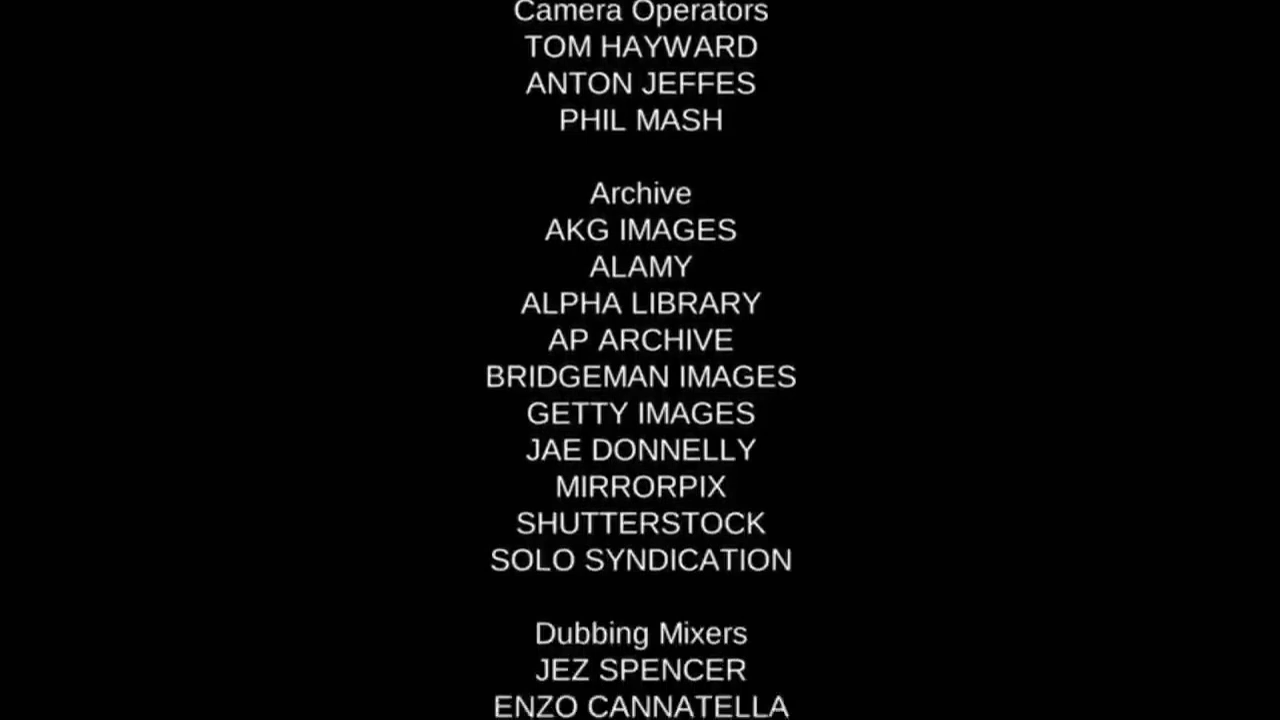 Camera Operators
TOM HAYWARD
ANTON JEFFES
PHIL MASH
Archive
AKG IMAGES
ALAMY
ALPHA LIBRARY
AP ARCHIVE
BRIDGEMAN IMAGES
GETTY IMAGES
JAE DONNELLY
MIRRORPIX
SHUTTERSTOCK
SOLO SYNDICATION
Dubbing Mixers
JEZ SPENCER
ENZO CANNATELLA